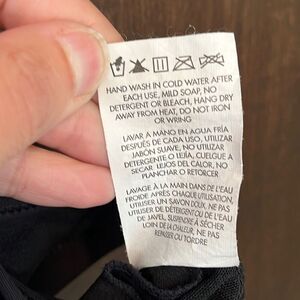 HAND WASH IN COLD WATER AFTER
EACH USE, MILD SOAP, NO
DETERGENT OR BLEACH, HANG DRY
AWAY FROM HEAT, DO NOT IRON
OR WRING
LAVAR A MANO EN AGUA FRÍA
DESPUÉS DE CADA USO, UTILIZAR
JABÓN SUAVE, NO UTILIZAR
DETERGENTE O LEJÍA, CUELGUE A
SECAR LEJOS DEL CALOR, NO
PLANCHAR O RETORCER
LAVAGE À LA MAIN DANS DE L'EAU
FROIDE APRÈS CHAQUE UTILISATION,
UTILISER UN SAVON DOUX, NE PAS
UTILISER DE DÉTERGENT OU DE L'EAU
DE JAVEL, SUSPENDRE À SÉCHER
LOIN DE LA CHALEUR, NE PAS
REPASSER OU TORDRE